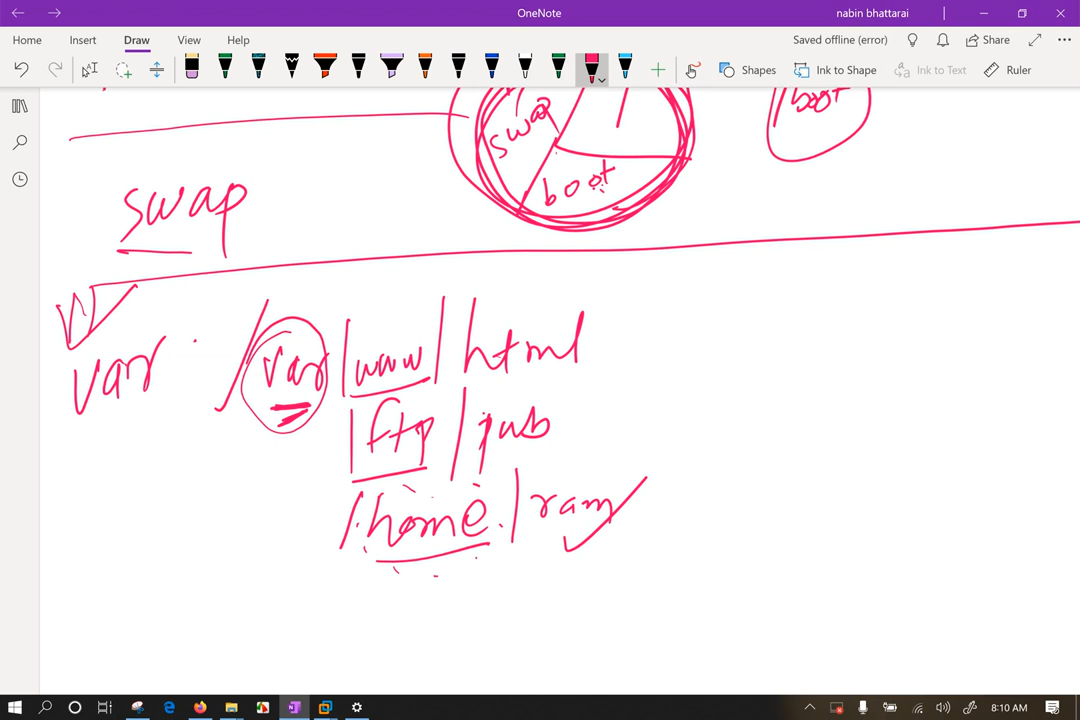 OneNote
nabin bhattarai
Home Insert Draw View Help
Saved offline (error) Share
Shapes Ink to Shape Ink to Text Ruler
swap /
boot
/boot
swap
var /var/www/html
/ftp/pub
/home/ram
8:10 AM